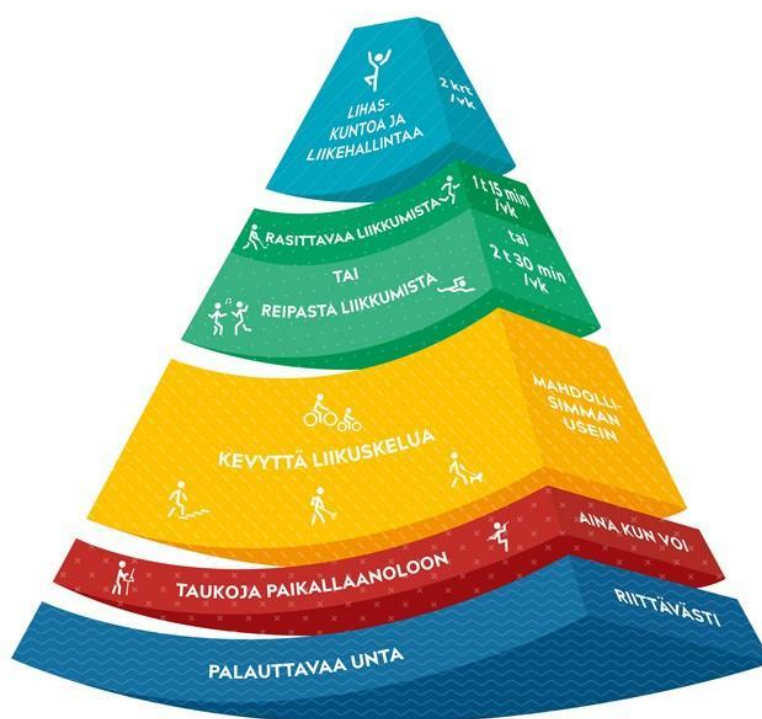 LIHAS-
KUNTOA JA
LIIKEHALLINTAA
2 krt
/vk
RASITTAVAA LIIKKUMISTA
1 t 15 min
/vk
TAI
tai
REIPASTA LIIKKUMISTA
2 t 30 min
/vk
KEVYTTÄ LIIKUSKELUA
MAHDOLLI-
SIMMAN
USEIN
TAUKOJA PAIKALLAANOLOON
AINA KUN VOI
PALAUTTAVAA UNTA
RIITTÄVÄSTI